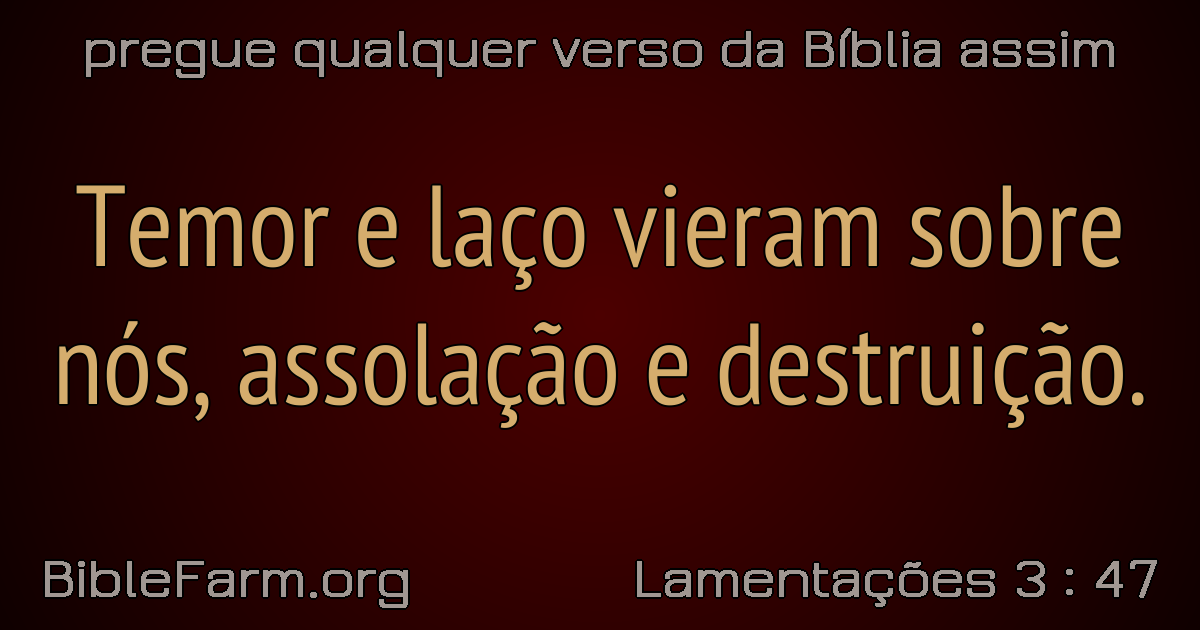 pregue qualquer verso da Bíblia assim
Temor e laço vieram sobre
nós, assolação e destruição.
BibleFarm.org
Lamentações 3 : 47